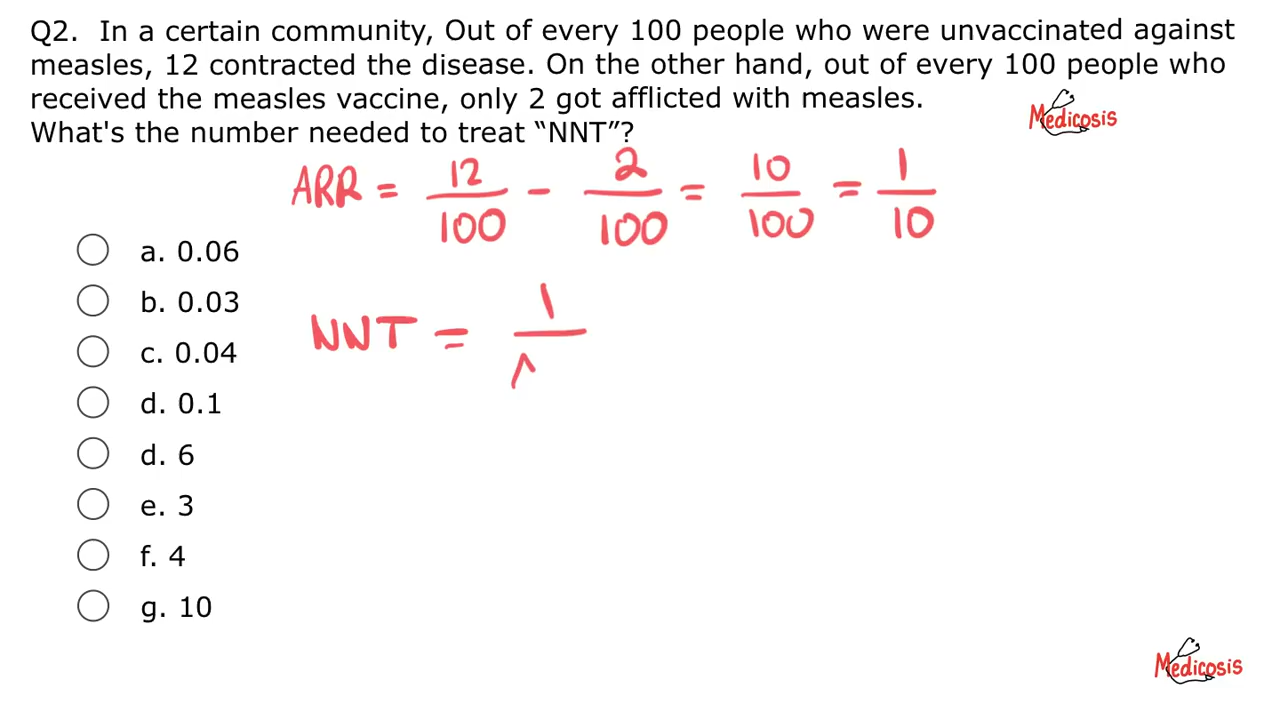 Q2. In a certain community, Out of every 100 people who were unvaccinated against
measles, 12 contracted the disease. On the other hand, out of every 100 people who
received the measles vaccine, only 2 got afflicted with measles.
Medicosis
What's the number needed to treat “NNT”?
ARR = 12/100 - 2/100 = 10/100 = 1/10
a. 0.06
b. 0.03
NNT = 1
c. 0.04
d. 0.1
d. 6
e. 3
f. 4
g. 10
Medicosis